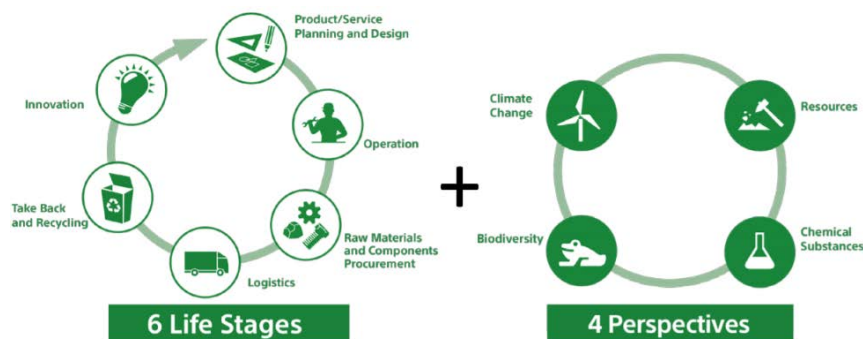 Product/Service
Planning and Design
Innovation
Operation
Take Back
and Recycling
Raw Materials
and Components
Procurement
Logistics
6 Life Stages
+
Climate
Change
Resources
Biodiversity
Chemical
Substances
4 Perspectives